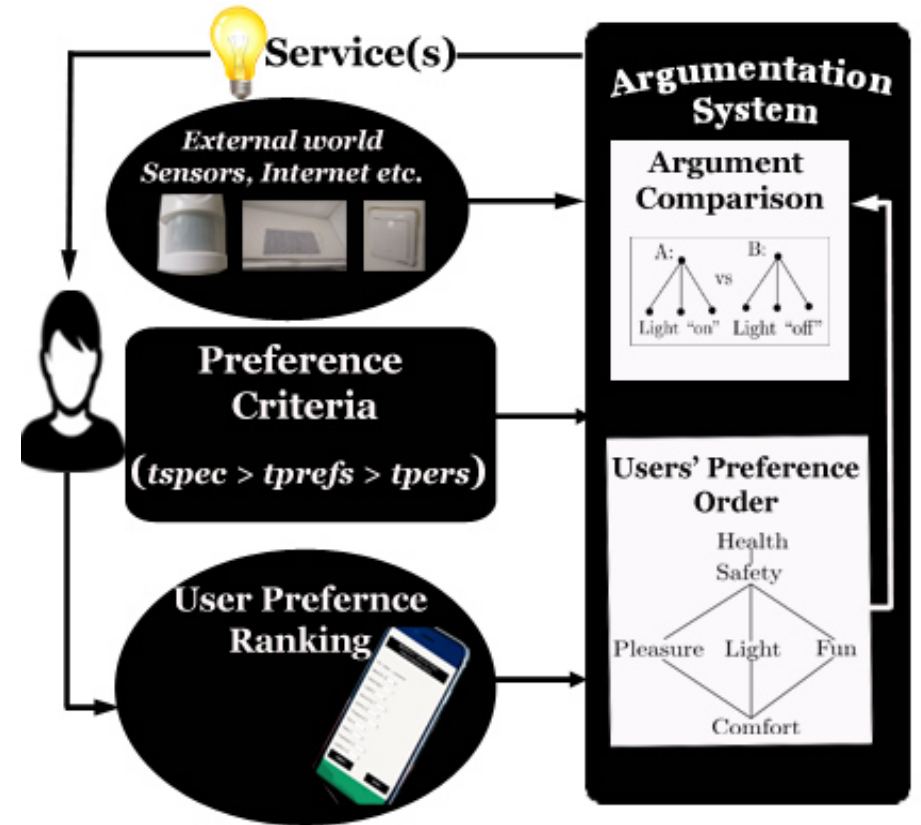 Service(s)
External world
Sensors, Internet etc.
Preference
Criteria
(tspec > tprefs > tpers)
User Prefernce
Ranking
Argumentation
System
Argument
Comparison
A: vs B:
Light “on” Light “off”
Users’ Preference
Order
Health
Safety
Pleasure Light Fun
Comfort